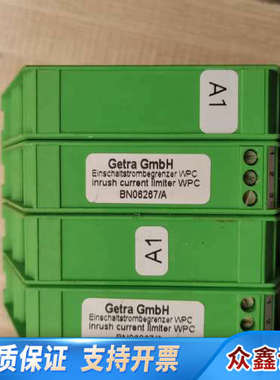 A1
Getra GmbH
Einschaltstrombegrenzer WPC
inrush current limiter WPC
BN06267/A
A1
Getra GmbH
Einschaltstrombegrenzer WPC
inrush current limiter WPC
质保证 支持开票
众鑫